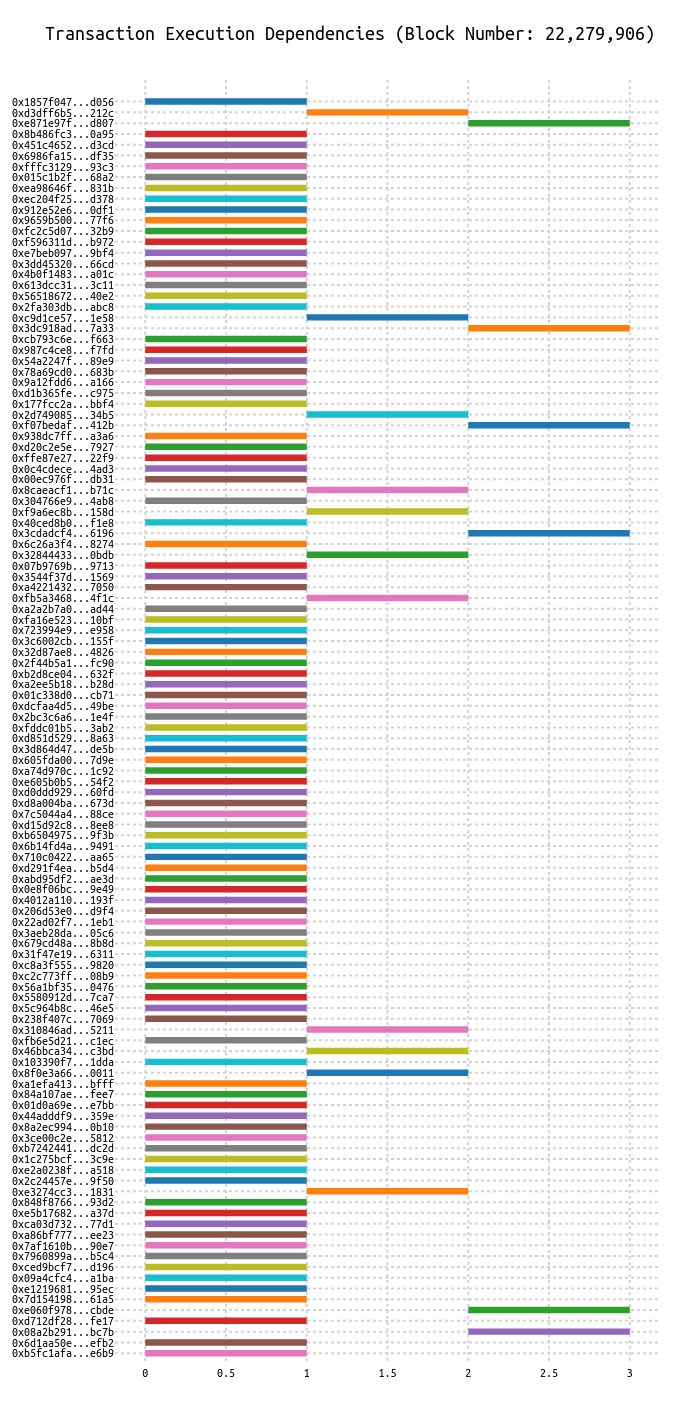 Transaction Execution Dependencies (Block Number: 22,279,906)
0x1857f047...d056
0xd3dff6b5...212c
0xe871e97f...d807
0x8b486fc3...0a95
0x451c4652...d3cd
0x6986fa15...df35
0xfffc3129...93c3
0x015c1b2f...68a2
0xea98646f...831b
0xec204f25...d378
0x912e52e6...0df1
0x9659b500...77f6
0xfc2c5d07...32b9
0xf596311d...b972
0xe7beb097...9bf4
0x3dd45320...66cd
0x4b0f1483...a01c
0x613dcc31...3c11
0x56518672...40e2
0x2fa303db...abc8
0xc9d1ce57...1e58
0x3dc918ad...7a33
0xcb793c6e...f663
0x987c4ce8...f7fd
0x54a2247f...89e9
0x78a69cd0...683b
0x9a12fdd6...a166
0xd1b365fe...c975
0x177fcc2a...bbf4
0x2d749085...34b5
0xf07bedaf...412b
0x938dc7ff...a3a6
0xd20c2e5e...7927
0xffe87e27...22f9
0x0c4cdece...4ad3
0x00ec976f...db31
0x8caeacf1...b71c
0x304766e9...4ab8
0xf9a6ec8b...158d
0x40ced8b0...f1e8
0x3cdadcf4...6196
0x6c26a3f4...8274
0x32844433...0bdb
0x07b9769b...9713
0x3544f37d...1569
0xa4221432...7050
0xfb5a3468...4f1c
0xa2a2b7a0...ad44
0xfa16e523...10bf
0x723994e9...e958
0x3c6002cb...155f
0x32d87ae8...4826
0x2f44b5a1...fc90
0xb2d8ce04...632f
0xa2ee5b18...b28d
0x01c338d0...cb71
0xdcfaa4d5...49be
0x2bc3c6a6...1e4f
0xfddc01b5...3ab2
0xd851d529...8a63
0x3d864d47...de5b
0x605fda00...7d9e
0xa74d970c...1c92
0xe605b0b5...54f2
0xd0ddd929...60fd
0xd8a004ba...673d
0x7c5044a4...88ce
0xd15d92c8...8ee8
0xb6504975...9f3b
0x6b14fd4a...9491
0x710c0422...aa65
0xd291f4ea...b5d4
0xabd95df2...ae3d
0x0e8f06bc...9e49
0x4012a110...193f
0x206d53e0...d9f4
0x22ad02f7...1eb1
0x3aeb28da...05c6
0x679cd48a...8b8d
0x31f47e19...6311
0xc8a3f555...9820
0xc2c773ff...08b9
0x56a1bf35...0476
0x5580912d...7ca7
0x5c964b8c...46e5
0x238f407c...7069
0x310846ad...5211
0xfb6e5d21...c1ec
0x46bbca34...c3bd
0x103390f7...1dda
0x8f0e3a66...0011
0xa1efa413...bfff
0x84a107ae...fee7
0x01d0a69e...e7bb
0x44adddf9...359e
0x8a2ec994...0b10
0x3ce00c2e...5812
0xb7242441...dc2d
0x1c275bcf...3c9e
0xe2a0238f...a518
0x2c24457e...9f50
0xe3274cc3...1831
0x848f8766...93d2
0xe5b17682...a37d
0xca03d732...77d1
0xa86bf777...ee23
0x7af1610b...90e7
0x7960899a...b5c4
0xced9bcf7...d196
0x09a4cfc4...a1ba
0xe1219681...95ec
0x7d154198...61a5
0xe060f978...cbde
0xd712df28...fe17
0x08a2b291...bc7b
0x6d1aa50e...efb2
0xb5fc1afa...e6b9
0 0.5 1 1.5 2 2.5 3